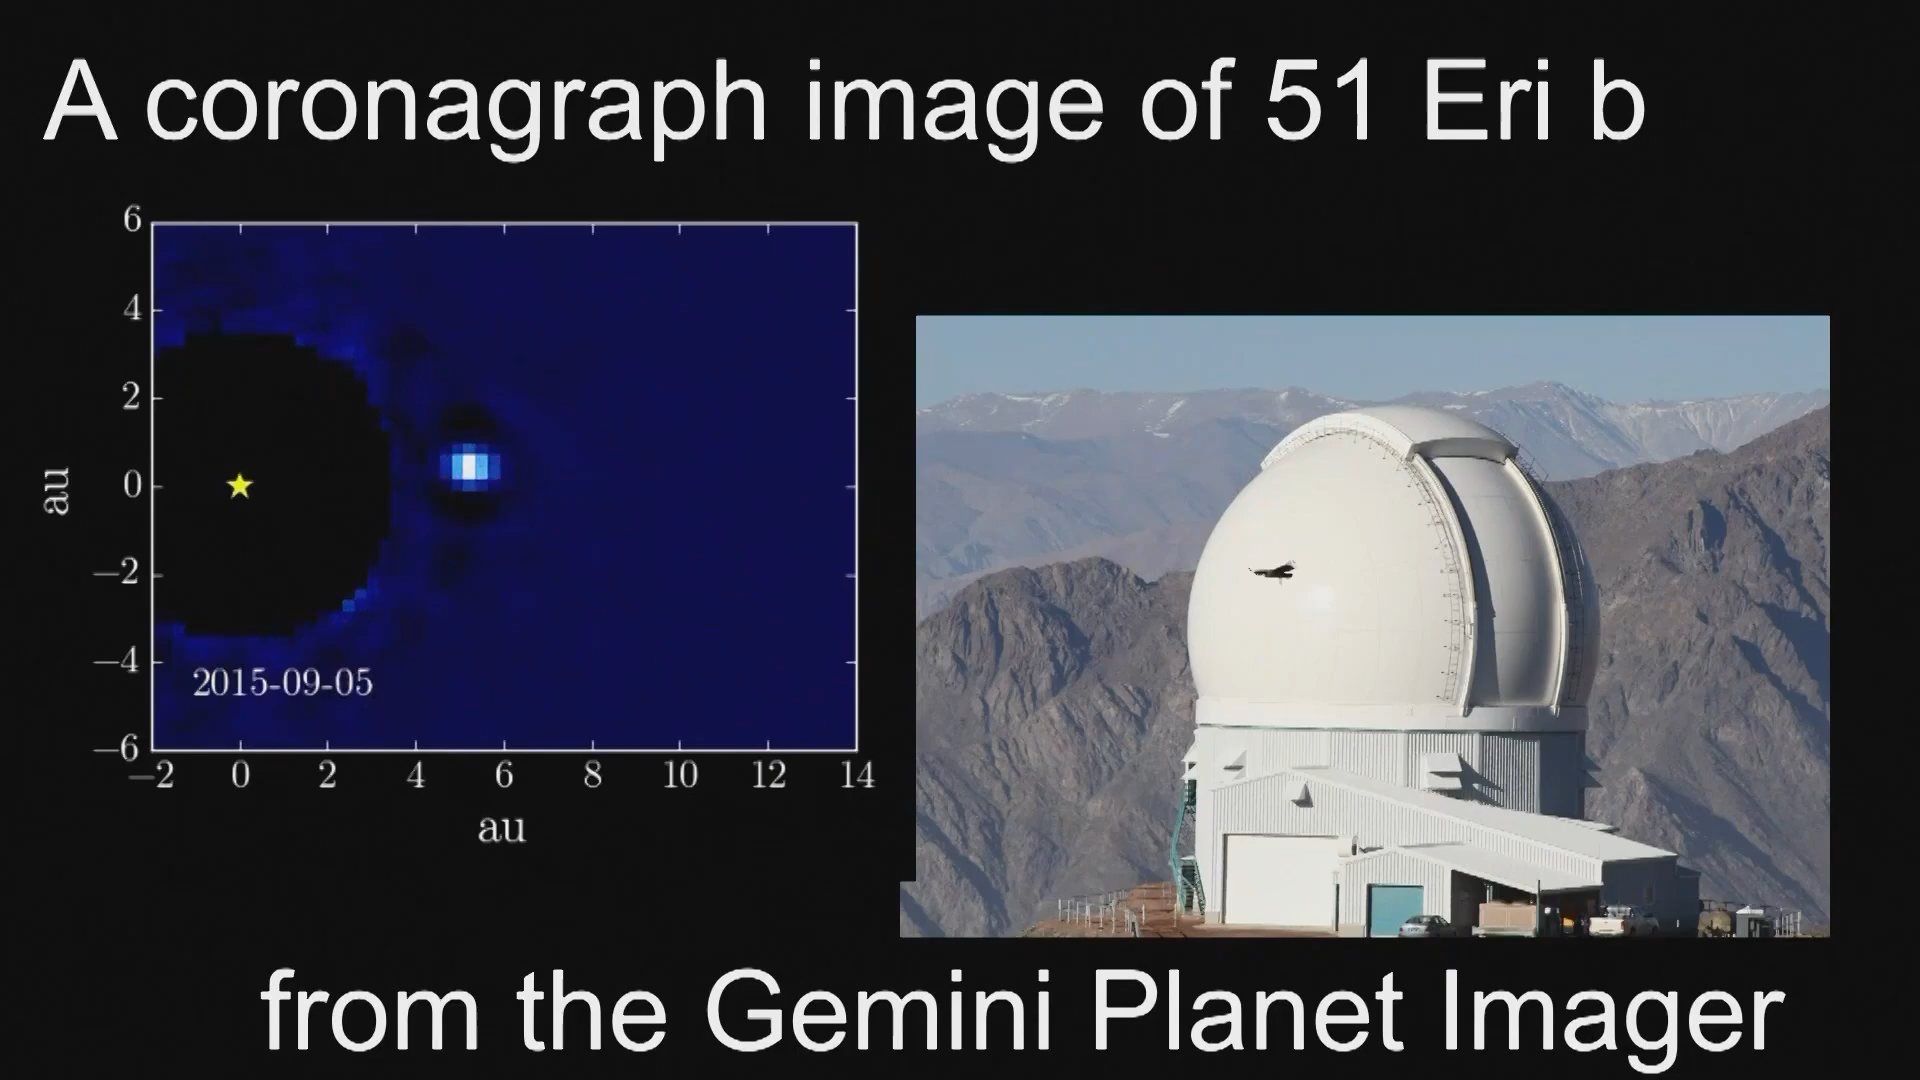 A coronagraph image of 51 Eri b
6
4
2
0
−2
−4
−6
au
2015-09-05
−2 0 2 4 6 8 10 12 14
au
from the Gemini Planet Imager